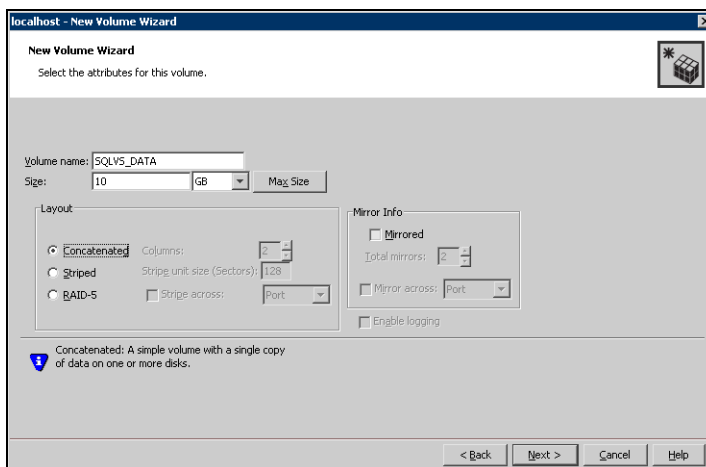 localhost - New Volume Wizard
New Volume Wizard
Select the attributes for this volume.
Volume name: SQLVS_DATA
Size: 10 GB Max Size
Layout
Concatenated Columns: 2
Striped Stripe unit size (Sectors): 128
RAID-5 Stripe across: Port
Mirror Info
Mirrored
Total mirrors: 2
Mirror across: Port
Enable logging
Concatenated: A simple volume with a single copy
of data on one or more disks.
< Back Next > Cancel Help